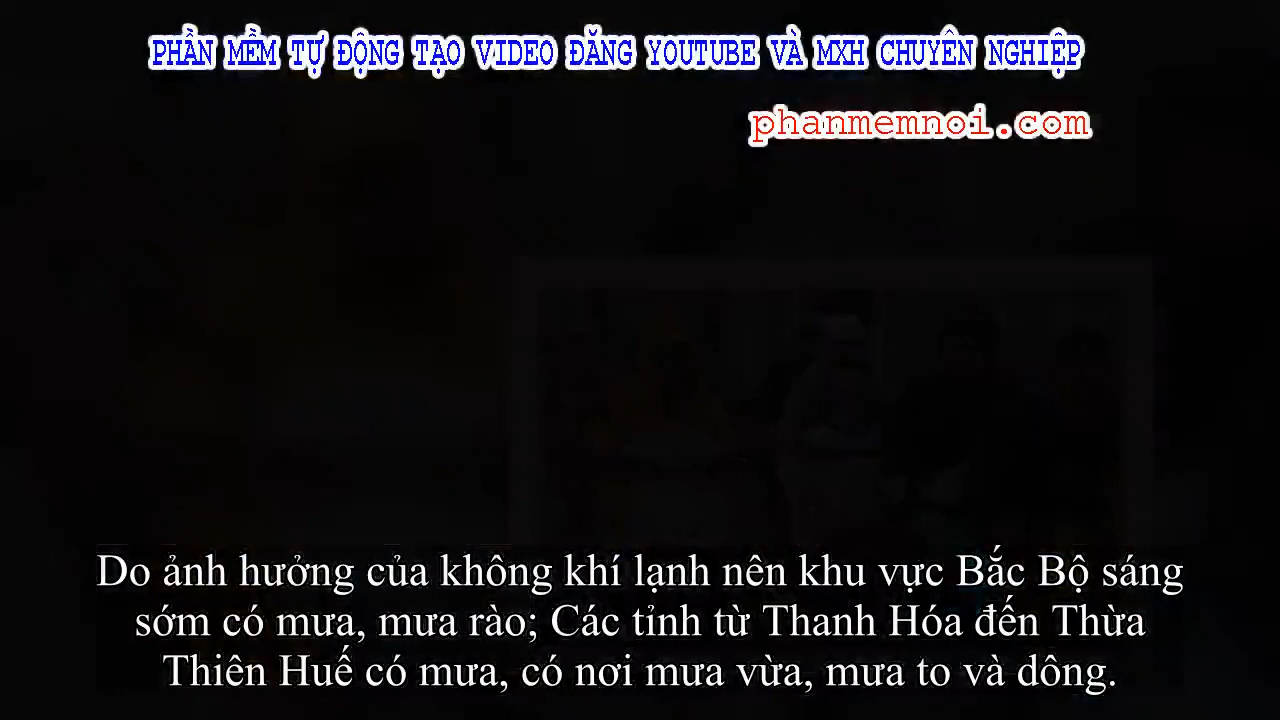 PHẦN MỀM TỰ ĐỘNG TẠO VIDEO ĐĂNG YOUTUBE VÀ MXH CHUYÊN NGHIỆP
phanmemnoi.com
Do ảnh hưởng của không khí lạnh nên khu vực Bắc Bộ sáng
sớm có mưa, mưa rào; Các tỉnh từ Thanh Hóa đến Thừa
Thiên Huế có mưa, có nơi mưa vừa, mưa to và dông.